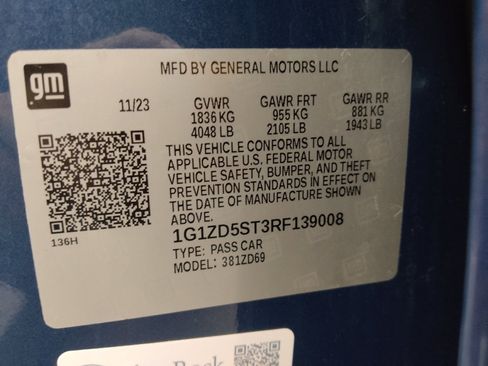 gm
MFD BY GENERAL MOTORS LLC
11/23 GVWR GAWR FRT GAWR RR
1836 KG 955 KG 881 KG
4048 LB 2105 LB 1943 LB
THIS VEHICLE CONFORMS TO ALL
APPLICABLE U.S. FEDERAL MOTOR
VEHICLE SAFETY, BUMPER, AND THEFT
PREVENTION STANDARDS IN EFFECT ON
THE DATE OF MANUFACTURE SHOWN
ABOVE.
136H
1G1ZD5ST3RF139008
TYPE: PASS CAR
MODEL: 381ZD69